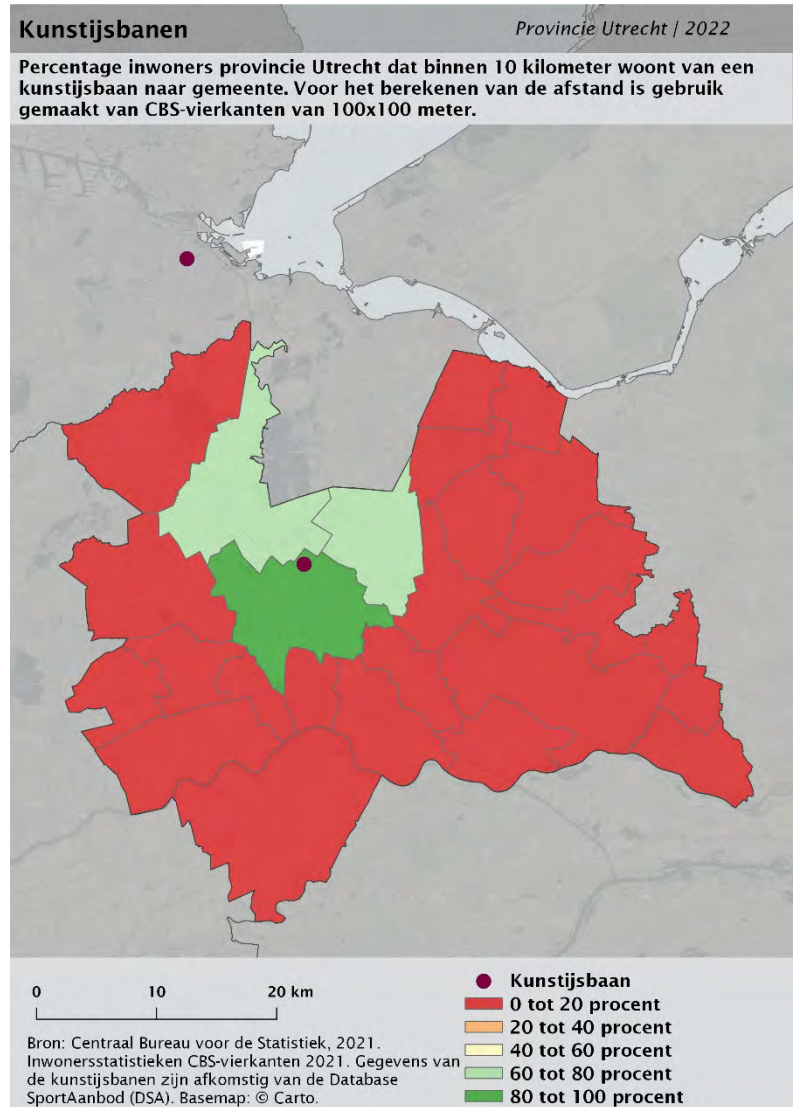 Kunstijsbanen
Provincie Utrecht | 2022
Percentage inwoners provincie Utrecht dat binnen 10 kilometer woont van een
kunstijsbaan naar gemeente. Voor het berekenen van de afstand is gebruik
gemaakt van CBS-vierkanten van 100x100 meter.
0 10 20 km
Bron: Centraal Bureau voor de Statistiek, 2021.
Inwonersstatistieken CBS-vierkanten 2021. Gegevens van
de kunstijsbanen zijn afkomstig van de Database
SportAanbod (DSA). Basemap: © Carto.
Kunstijsbaan
0 tot 20 procent
20 tot 40 procent
40 tot 60 procent
60 tot 80 procent
80 tot 100 procent